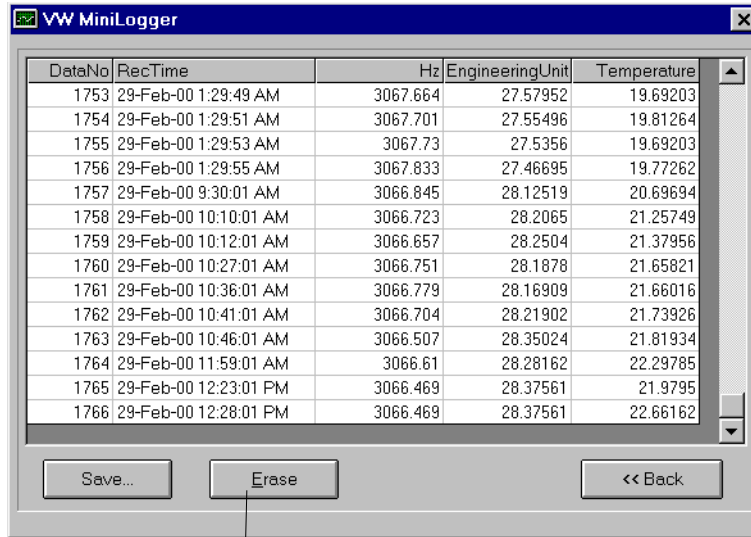 VW MiniLogger
DataNo RecTime Hz EngineeringUnit Temperature
1753 29-Feb-00 1:29:49 AM 3067.664 27.57952 19.69203
1754 29-Feb-00 1:29:51 AM 3067.701 27.55496 19.81264
1755 29-Feb-00 1:29:53 AM 3067.73 27.5356 19.69203
1756 29-Feb-00 1:29:55 AM 3067.833 27.46695 19.77262
1757 29-Feb-00 9:30:01 AM 3066.845 28.12519 20.69694
1758 29-Feb-00 10:10:01 AM 3066.723 28.2065 21.25749
1759 29-Feb-00 10:12:01 AM 3066.657 28.2504 21.37956
1760 29-Feb-00 10:27:01 AM 3066.751 28.1878 21.65821
1761 29-Feb-00 10:36:01 AM 3066.779 28.16909 21.66016
1762 29-Feb-00 10:41:01 AM 3066.704 28.21902 21.73926
1763 29-Feb-00 10:46:01 AM 3066.507 28.35024 21.81934
1764 29-Feb-00 11:59:01 AM 3066.61 28.28162 22.29785
1765 29-Feb-00 12:23:01 PM 3066.469 28.37561 21.9795
1766 29-Feb-00 12:28:01 PM 3066.469 28.37561 22.66162
Save... Erase << Back